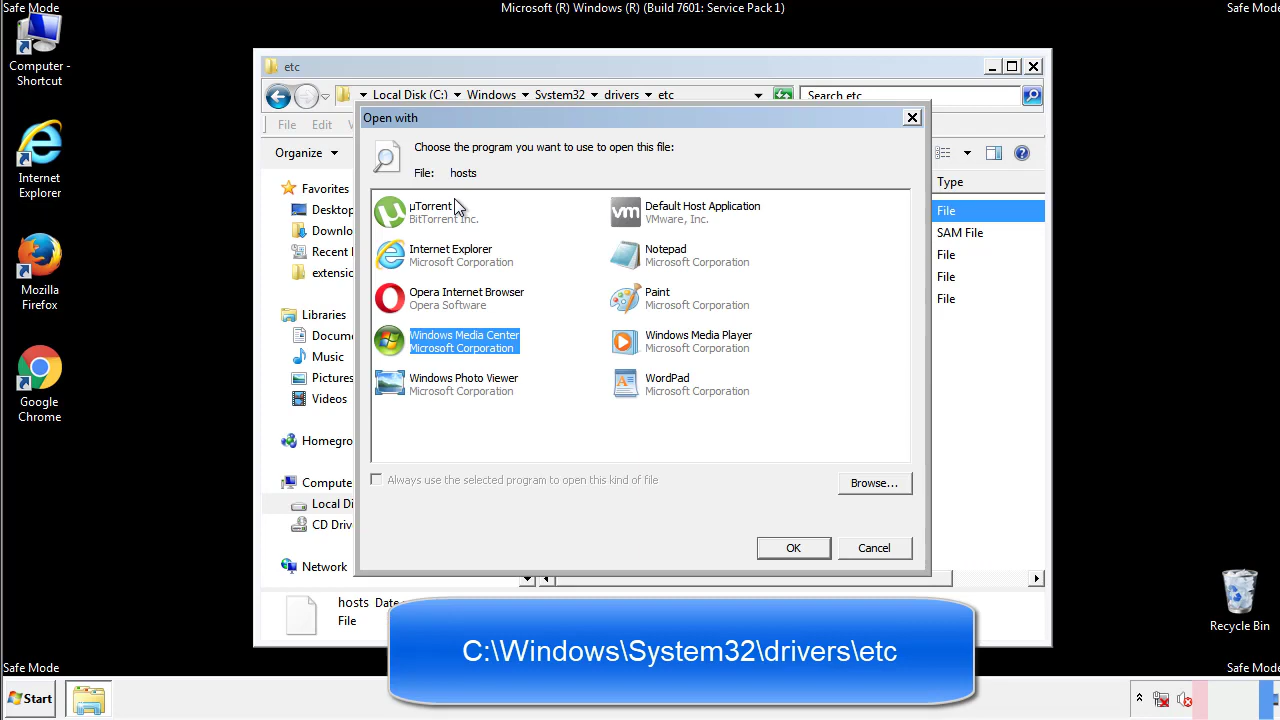 Safe Mode
Microsoft (R) Windows (R) (Build 7601: Service Pack 1)
Safe Mode
Computer - Shortcut
Internet Explorer
Mozilla Firefox
Google Chrome
etc
Local Disk (C:) Windows System32 drivers etc
Search etc
File Edit
Organize
Type
Favorites
Desktop
Recent
Libraries
Music
Pictures
Videos
Local
Network
File
SAM File
File
File
File
Open with
Choose the program you want to use to open this file:
File: hosts
µTorrent
BitTorrent Inc.
Default Host Application
VMware, Inc.
Internet Explorer
Microsoft Corporation
Notepad
Microsoft Corporation
Opera Internet Browser
Opera Software
Paint
Microsoft Corporation
Windows Media Center
Microsoft Corporation
Windows Media Player
Microsoft Corporation
Windows Photo Viewer
Microsoft Corporation
WordPad
Microsoft Corporation
Always use the selected program to open this kind of file
Browse...
OK
Cancel
hosts
File
C:\Windows\System32\drivers\etc
Recycle Bin
Safe Mode
Safe Mode
Start